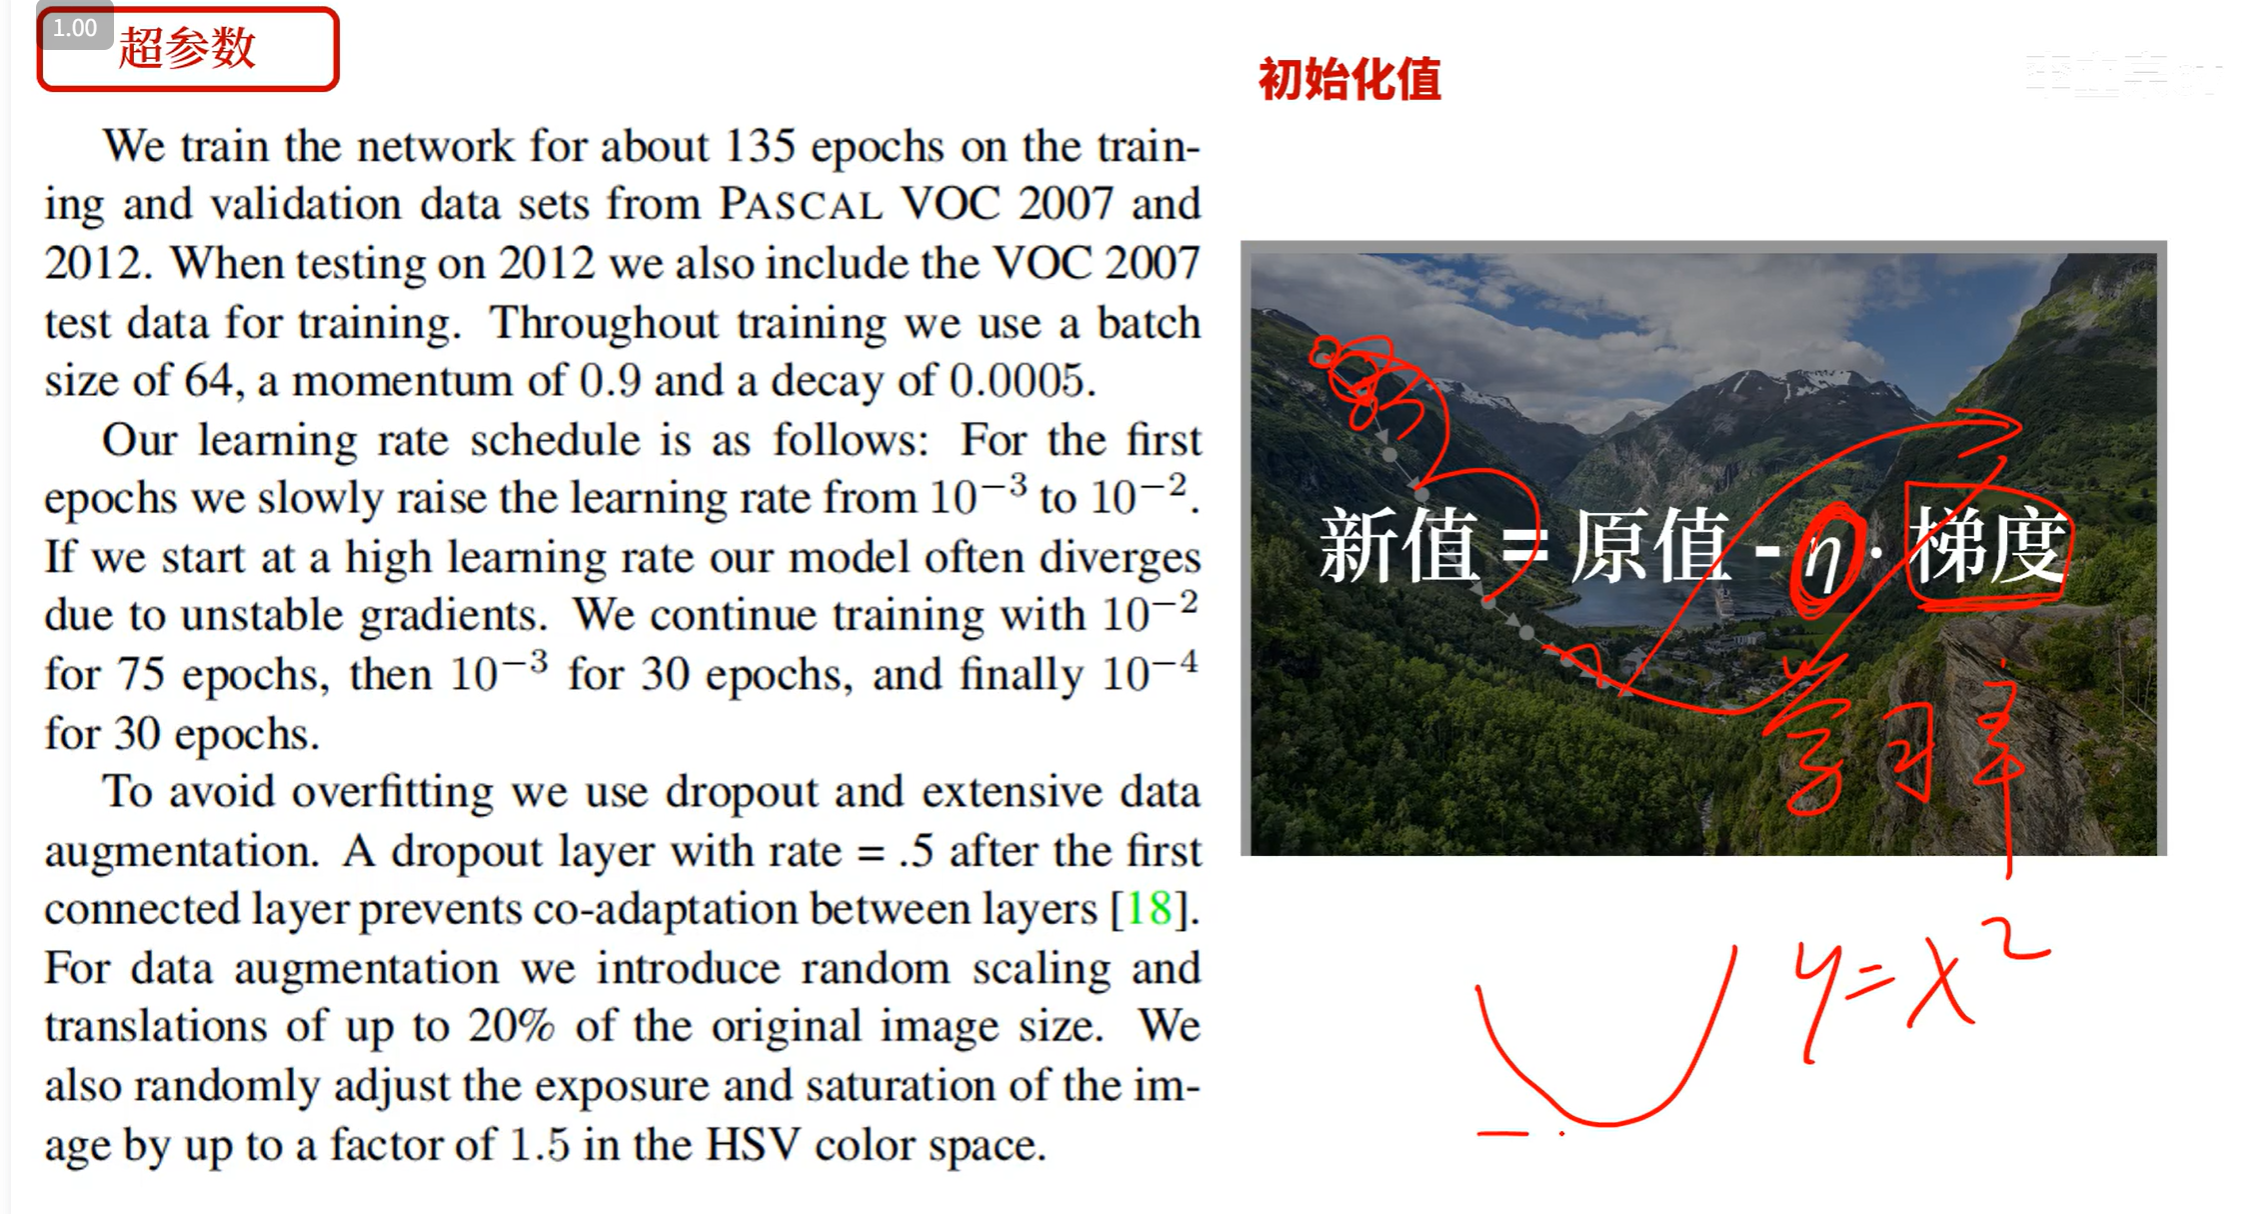 1.00
超参数
We train the network for about 135 epochs on the train-
ing and validation data sets from PASCAL VOC 2007 and
2012. When testing on 2012 we also include the VOC 2007
test data for training. Throughout training we use a batch
size of 64, a momentum of 0.9 and a decay of 0.0005.
Our learning rate schedule is as follows: For the first
epochs we slowly raise the learning rate from 10⁻³ to 10⁻².
If we start at a high learning rate our model often diverges
due to unstable gradients. We continue training with 10⁻²
for 75 epochs, then 10⁻³ for 30 epochs, and finally 10⁻⁴
for 30 epochs.
To avoid overfitting we use dropout and extensive data
augmentation. A dropout layer with rate = .5 after the first
connected layer prevents co-adaptation between layers [18].
For data augmentation we introduce random scaling and
translations of up to 20% of the original image size. We
also randomly adjust the exposure and saturation of the im-
age by up to a factor of 1.5 in the HSV color space.
初始化值
新值 = 原值 - η · 梯度
学习率
y = x²